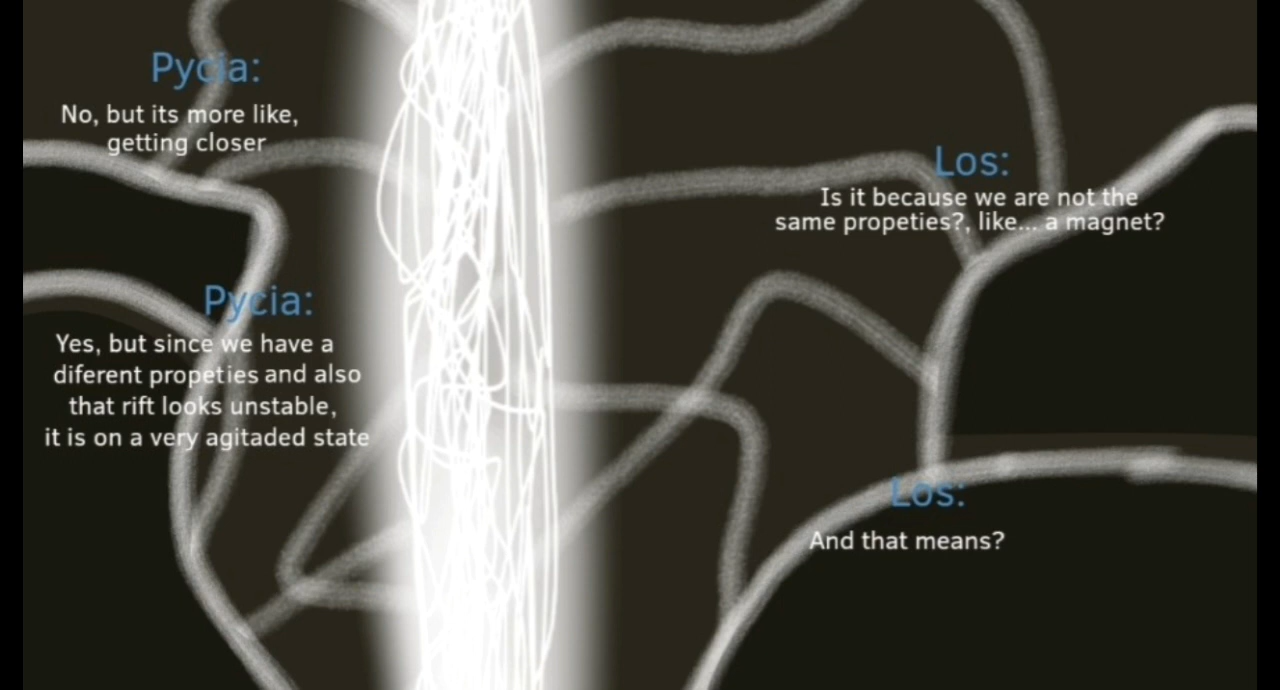 Pycia:
No, but its more like,
getting closer
Los:
Is it because we are not the
same propeties?, like... a magnet?
Pycia:
Yes, but since we have a
diferent propeties and also
that rift looks unstable,
it is on a very agitaded state
Los:
And that means?